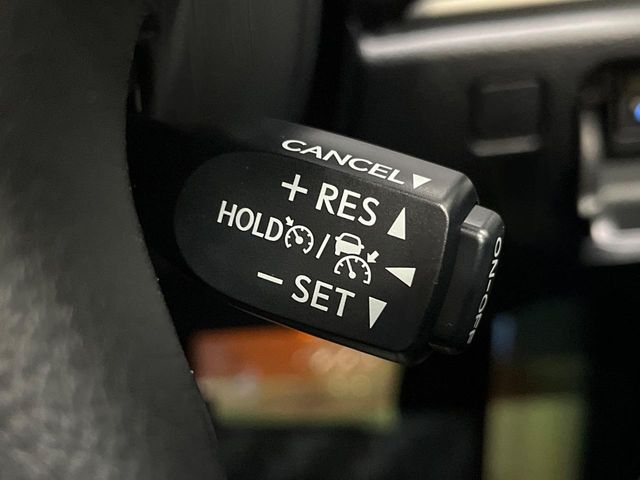 CANCEL
+ RES
HOLD /
− SET
ON-OFF